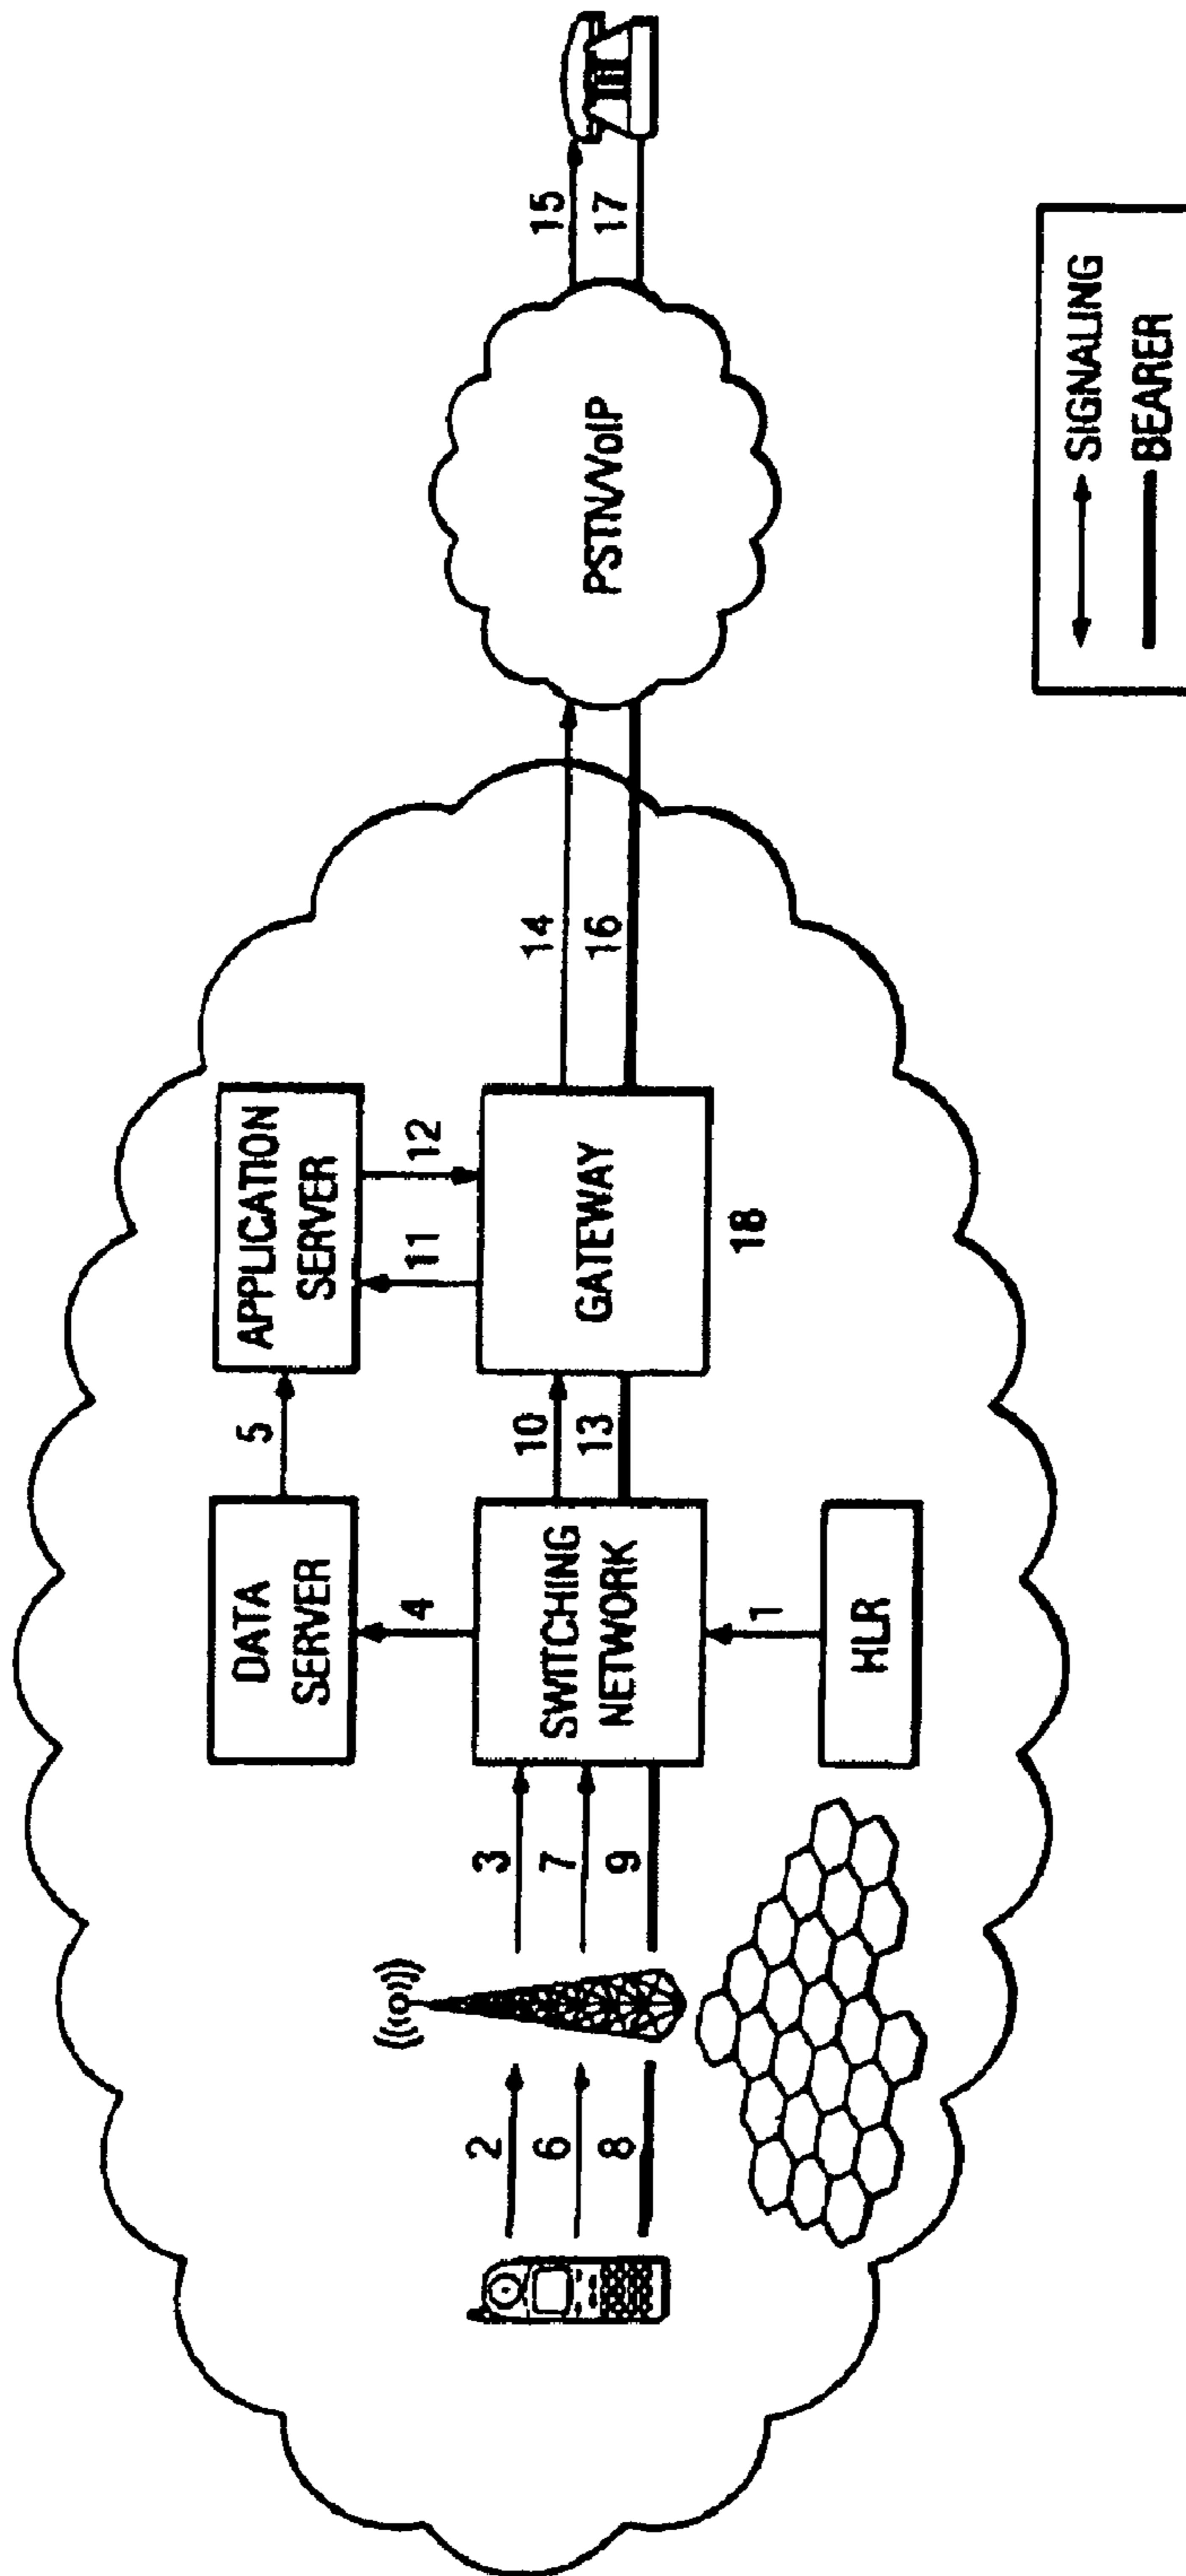 DATA
SERVER
5
APPLICATION
SERVER
4
11
12
2
3
SWITCHING
NETWORK
10
GATEWAY
14
PSTN/VoIP
15
6
7
13
16
17
8
9
18
1
HLR
SIGNALING
BEARER